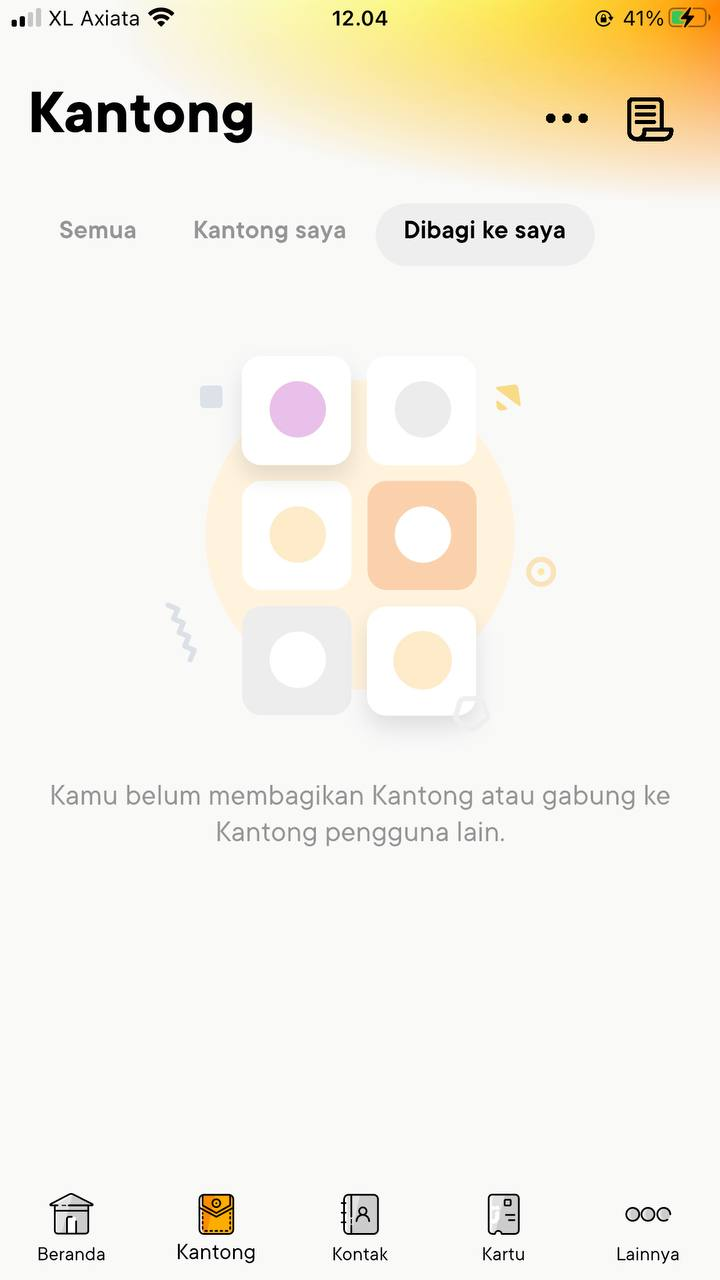 XL Axiata 12.04 41%
Kantong
Semua Kantong saya Dibagi ke saya
Kamu belum membagikan Kantong atau gabung ke
Kantong pengguna lain.
Beranda Kantong Kontak Kartu Lainnya